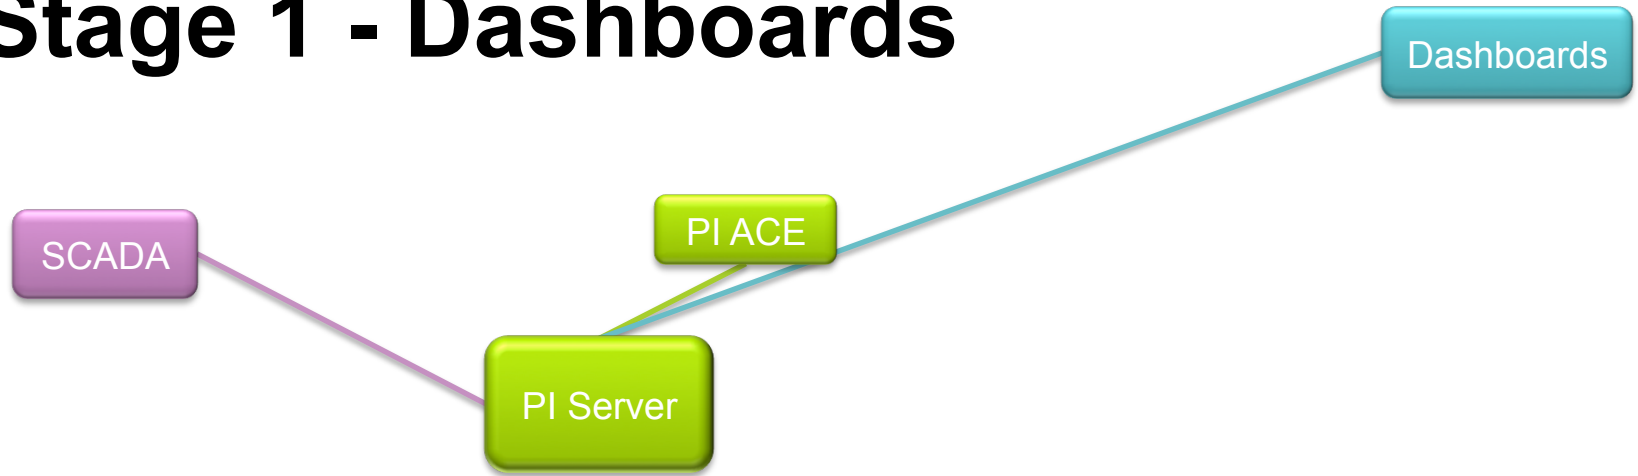 Stage 1 - Dashboards
Dashboards
PI ACE
SCADA
PI Server